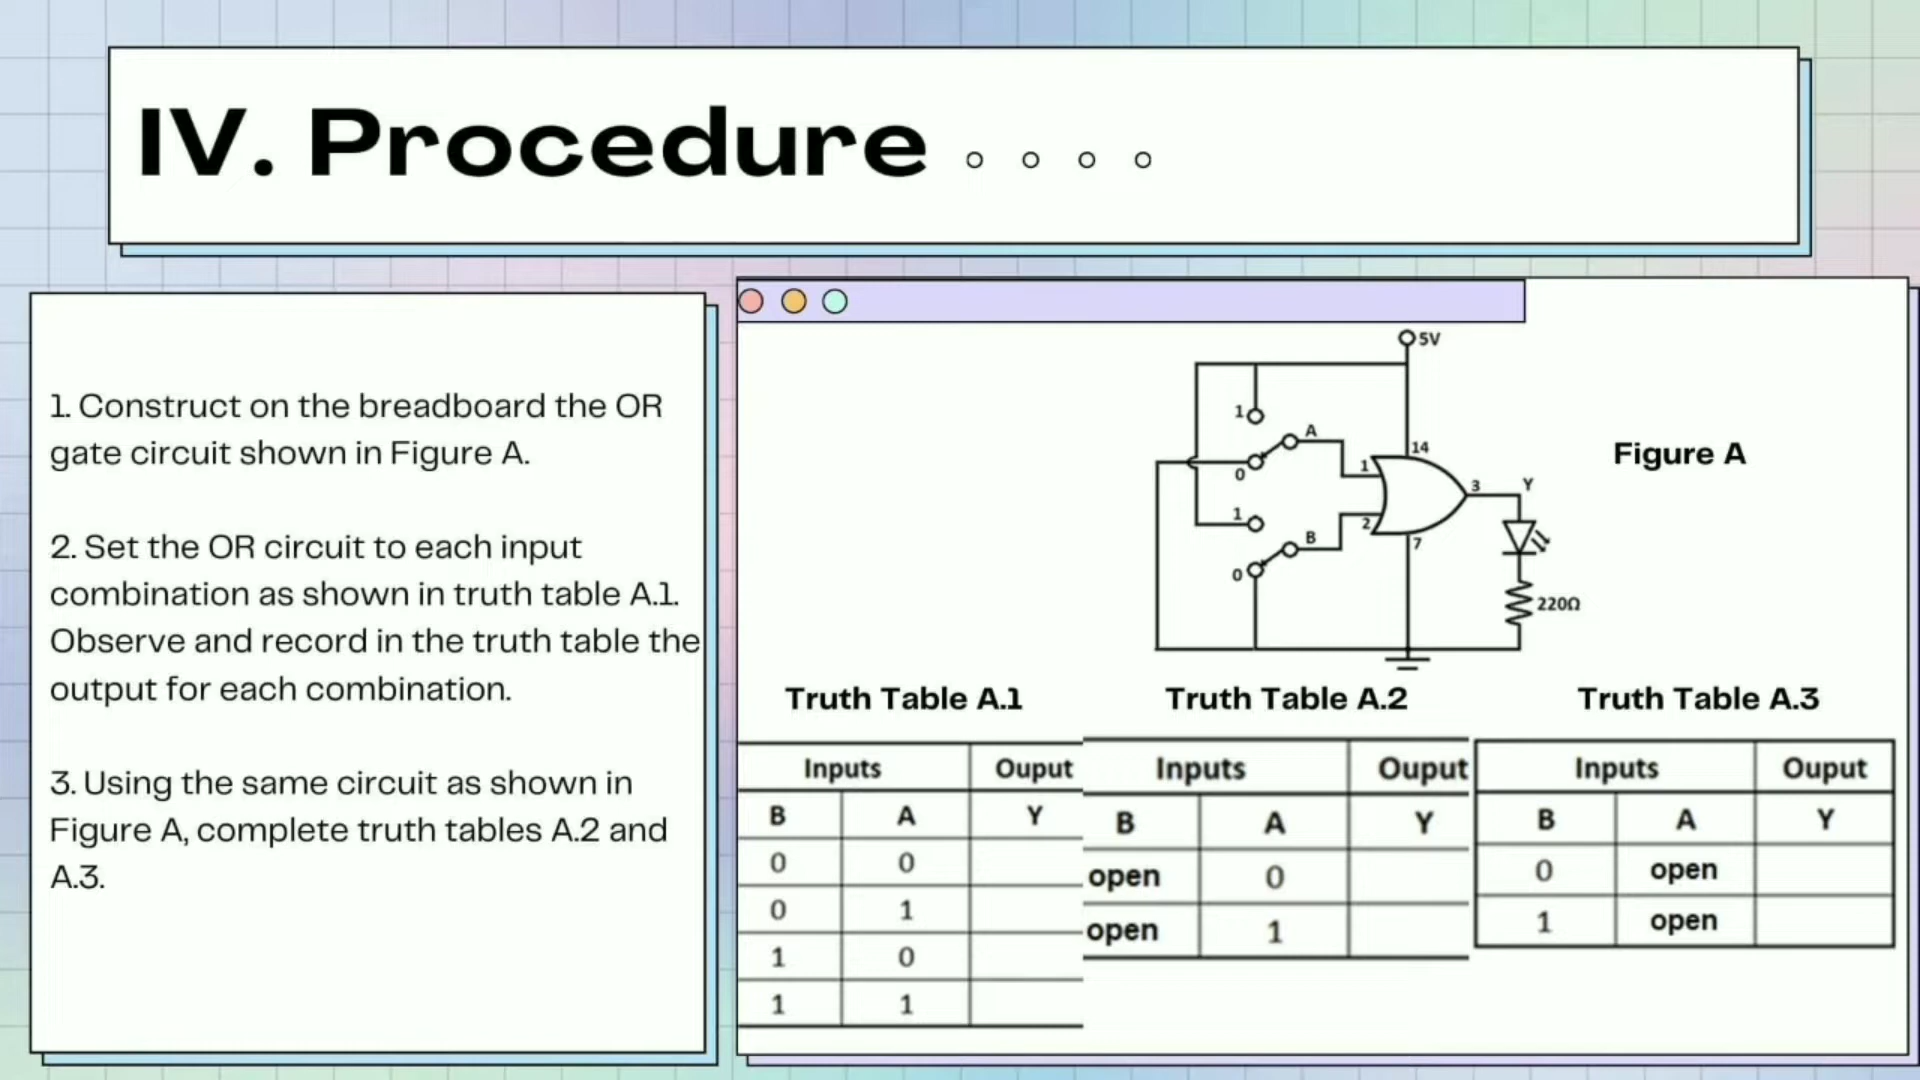 IV. Procedure
1. Construct on the breadboard the OR
gate circuit shown in Figure A.
2. Set the OR circuit to each input
combination as shown in truth table A.1.
Observe and record in the truth table the
output for each combination.
3. Using the same circuit as shown in
Figure A, complete truth tables A.2 and
A.3.
5V
1
A
0
1
B
0
1
2
14
7
3
Y
220Ω
Figure A
Truth Table A.1
Inputs Ouput
B A Y
0 0
0 1
1 0
1 1
Truth Table A.2
Inputs Ouput
B A Y
open 0
open 1
Truth Table A.3
Inputs Ouput
B A Y
0 open
1 open